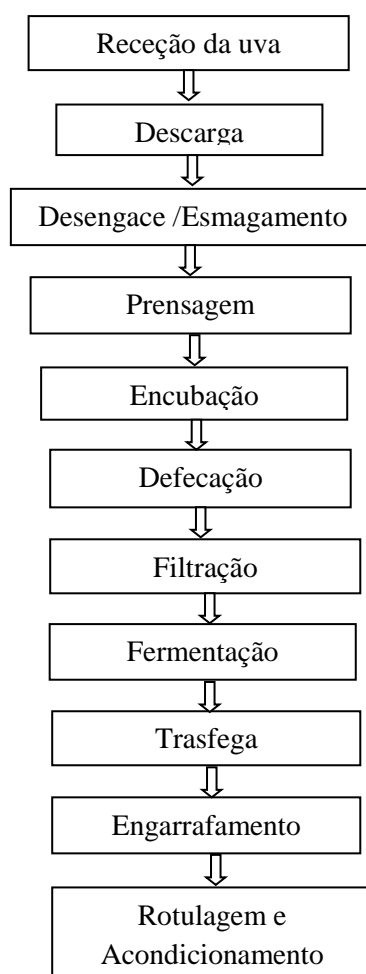 Receção da uva
Descarga
Desengace /Esmagamento
Prensagem
Encubação
Defecação
Filtração
Fermentação
Trasfega
Engarrafamento
Rotulagem e
Acondicionamento